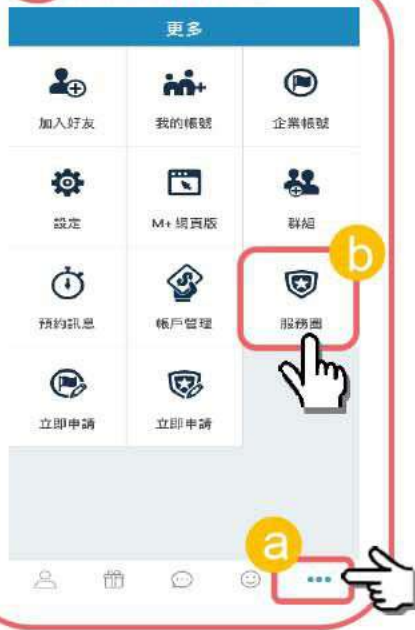 更多
加入好友
我的帳號
企業帳號
設定
M+ 網頁版
群組
b
預約訊息
帳戶管理
服務圈
立即申請
立即申請
a